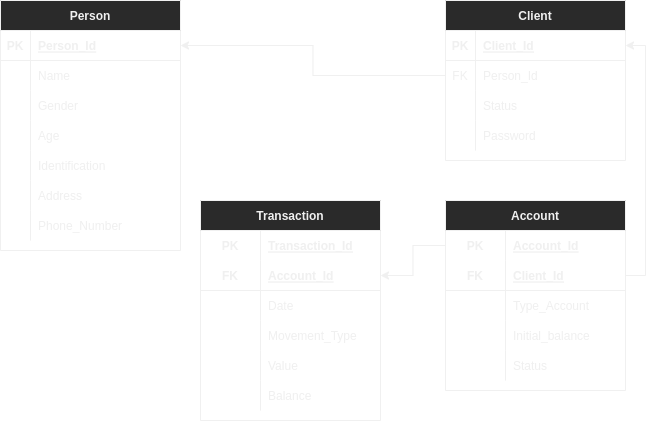 Person
PK Person_Id
Name
Gender
Age
Identification
Address
Phone_Number
Client
PK Client_Id
FK Person_id
Status
Password
Transaction
PK Transaction_Id
FK Account_Id
Date
Movement_Type
Value
Balance
Account
PK Account_Id
FK Client_Id
Type_Account
Initial_balance
Status